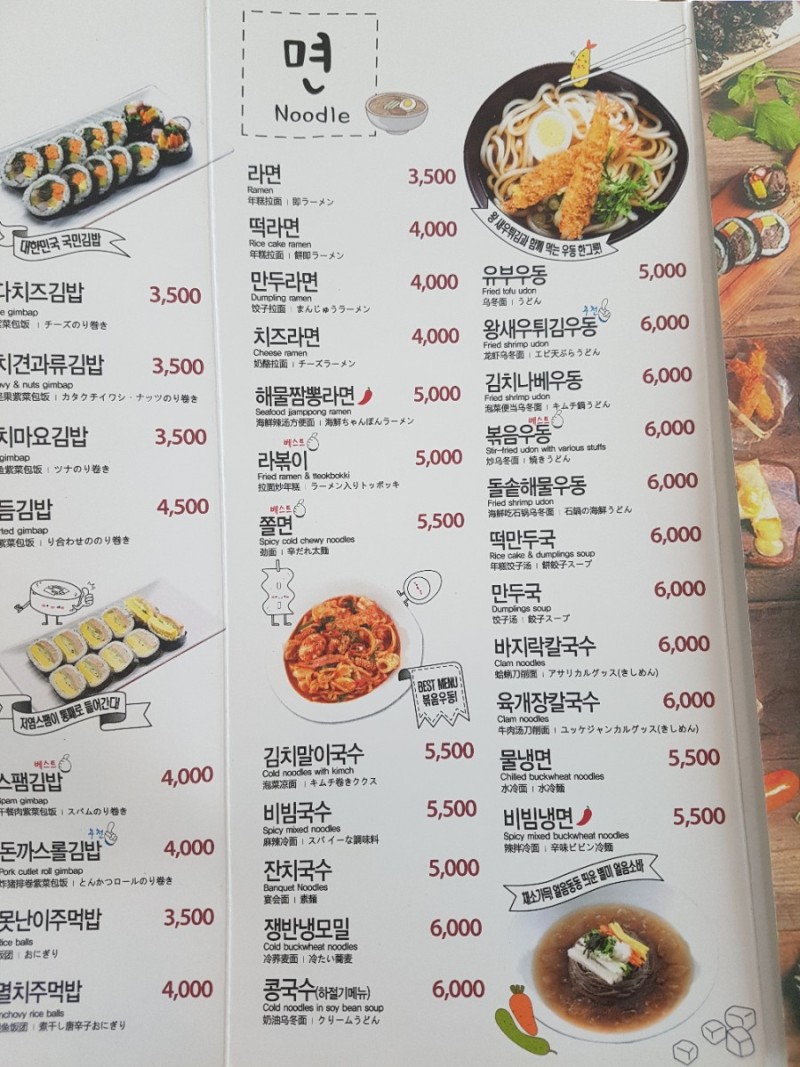 대한민국 국민김밥
다치즈김밥 3,500
gimbap
紫菜包饭 | チーズのり巻き
치견과류김밥 3,500
& nuts gimbap
果紫菜包饭 | カタクチイワシ・ナッツのり巻き
치마요김밥 3,500
gimbap
鱼紫菜包饭 | ツナのり巻き
듬김밥 4,500
gimbap
紫菜包饭 | り合わせののり巻き
저염스팸이 통째로 들어간다!
베스트
스팸김밥 4,000
Spam gimbap
午餐肉紫菜包饭 | スパムのり巻き
추천
돈까스롤김밥 4,000
Pork cutlet roll gimbap
炸猪排卷紫菜包饭 | とんかつロールのり巻き
못난이주먹밥 3,500
Rice balls
饭团 | おにぎり
멸치주먹밥 4,000
Anchovy rice balls
鱼饭团 | 煮干し唐辛子おにぎり
면
Noodle
라면 3,500
Ramen
年糕拉面 | 即ラーメン
떡라면 4,000
Rice cake ramen
年糕拉面 | 餅即ラーメン
만두라면 4,000
Dumpling ramen
饺子拉面 | まんじゅうラーメン
치즈라면 4,000
Cheese ramen
奶酪拉面 | チーズラーメン
해물짬뽕라면 5,000
Seafood jjamppong ramen
海鲜辣汤方便面 | 海鮮ちゃんぽんラーメン
베스트
라볶이 5,000
Fried ramen & tteokbokki
拉面炒年糕 | ラーメン入りトッポッキ
베스트
쫄면 5,500
Spicy cold chewy noodles
劲面 | 辛だれ太麺
BEST MENU
볶음우동!
김치말이국수 5,500
Cold noodles with kimch
泡菜凉面 | キムチ巻きククス
비빔국수 5,500
Spicy mixed noodles
麻辣冷面 | スパイーな調味料
잔치국수 5,000
Banquet Noodles
宴会面 | 素麺
쟁반냉모밀 6,000
Cold buckwheat noodles
冷荞麦面 | 冷たい蕎麦
콩국수(하절기메뉴) 6,000
Cold noodles in soy bean soup
奶油乌冬面 | クリームうどん
왕 새우튀김과 함께 먹는 우동 한그릇!
유부우동 5,000
Fried tofu udon
乌冬面 | うどん
추천
왕새우튀김우동 6,000
Fried shrimp udon
龙虾乌冬面 | エビ天ぷらうどん
김치나베우동 6,000
Fried shrimp udon
泡菜便当乌冬面 | キムチ鍋うどん
베스트
볶음우동 6,000
Stir-fried udon with various stuffs
炒乌冬面 | 焼きうどん
돌솥해물우동 6,000
Fried shrimp udon
海鲜吃石锅乌冬面 | 石鍋の海鮮うどん
떡만두국 6,000
Rice cake & dumplings soup
年糕饺子汤 | 餅餃子スープ
만두국 6,000
Dumplings soup
饺子汤 | 餃子スープ
바지락칼국수 6,000
Clam noodles
蛤蜊刀削面 | アサリカルグッス(きしめん)
육개장칼국수 6,000
Clam noodles
牛肉汤刀削面 | ユッケジャンカルグッス(きしめん)
물냉면 5,500
Chilled buckwheat noodles
水冷面 | 水冷麺
비빔냉면 5,500
Spicy mixed buckwheat noodles
辣拌冷面 | 辛味ビビン冷麺
채소가득 얼음동동 띄운 별미 얼음소바